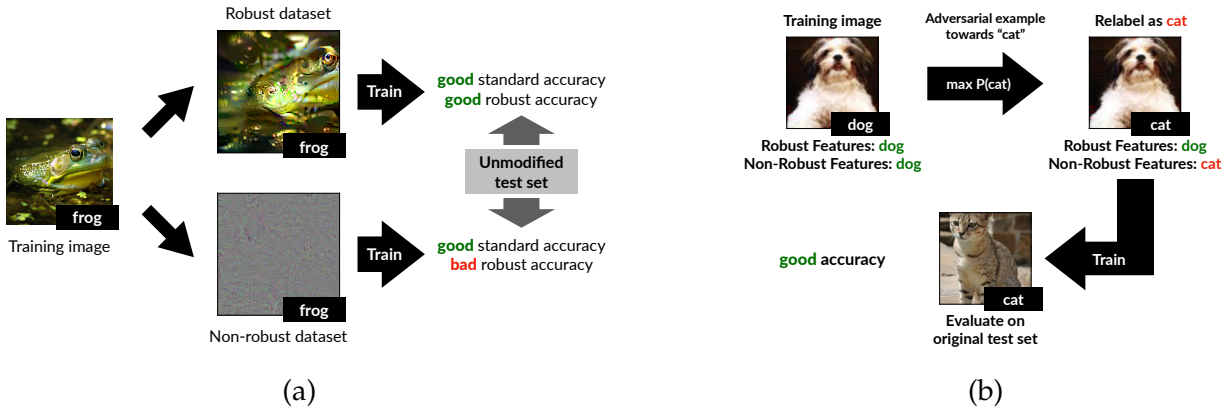 Robust dataset
frog
Train
good standard accuracy
good robust accuracy
frog
Training image
Unmodified
test set
frog
Non-robust dataset
Train
good standard accuracy
bad robust accuracy
(a)
Training image
dog
Robust Features: dog
Non-Robust Features: dog
Adversarial example
towards “cat”
max P(cat)
Relabel as cat
cat
Robust Features: dog
Non-Robust Features: cat
Train
cat
Evaluate on
original test set
good accuracy
(b)